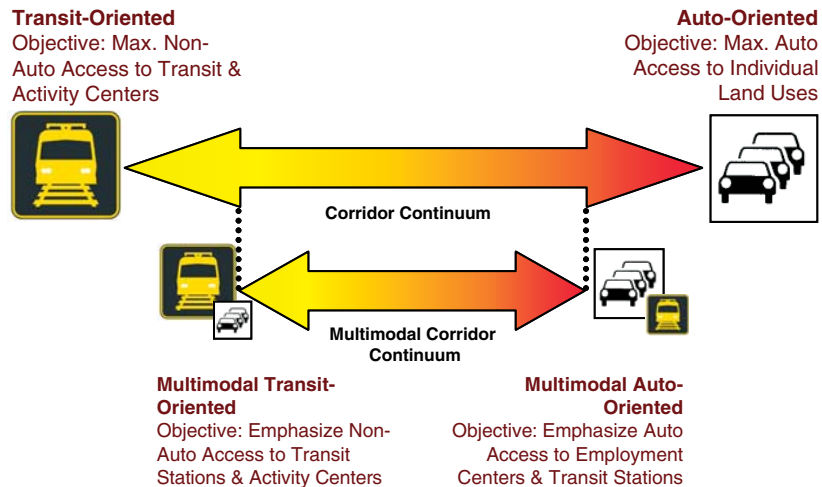 Transit-Oriented
Objective: Max. Non-
Auto Access to Transit &
Activity Centers
Auto-Oriented
Objective: Max. Auto
Access to Individual
Land Uses
Corridor Continuum
Multimodal Corridor
Continuum
Multimodal Transit-
Oriented
Objective: Emphasize Non-
Auto Access to Transit
Stations & Activity Centers
Multimodal Auto-
Oriented
Objective: Emphasize Auto
Access to Employment
Centers & Transit Stations